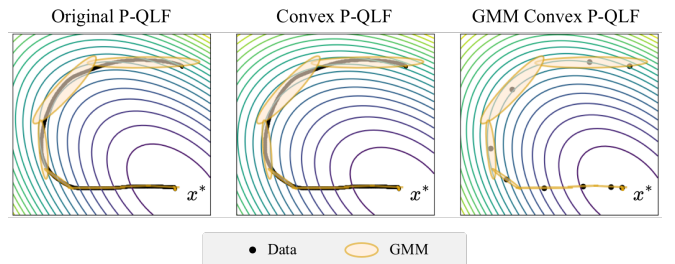 Original P-QLF
Convex P-QLF
GMM Convex P-QLF
x*
x*
x*
Data
GMM